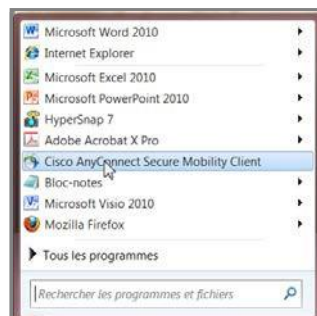 Microsoft Word 2010
Internet Explorer
Microsoft Excel 2010
Microsoft PowerPoint 2010
HyperSnap 7
Adobe Acrobat X Pro
Cisco AnyConnect Secure Mobility Client
Bloc-notes
Microsoft Visio 2010
Mozilla Firefox
Tous les programmes
Rechercher les programmes et fichiers